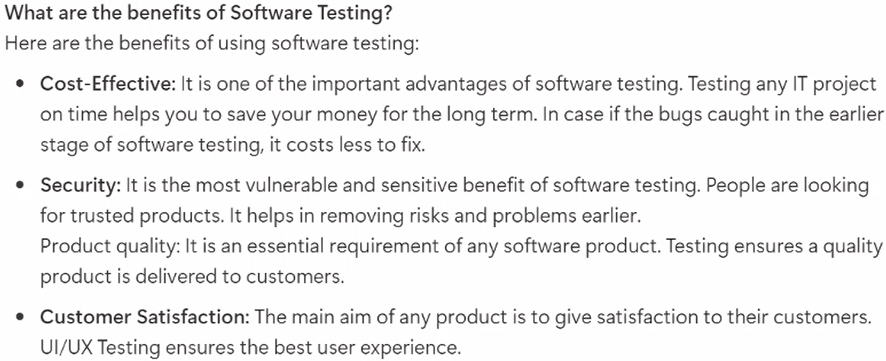 What are the benefits of Software Testing?
Here are the benefits of using software testing:
• Cost-Effective: It is one of the important advantages of software testing. Testing any IT project
on time helps you to save your money for the long term. In case if the bugs caught in the earlier
stage of software testing, it costs less to fix.
• Security: It is the most vulnerable and sensitive benefit of software testing. People are looking
for trusted products. It helps in removing risks and problems earlier.
Product quality: It is an essential requirement of any software product. Testing ensures a quality
product is delivered to customers.
• Customer Satisfaction: The main aim of any product is to give satisfaction to their customers.
UI/UX Testing ensures the best user experience.